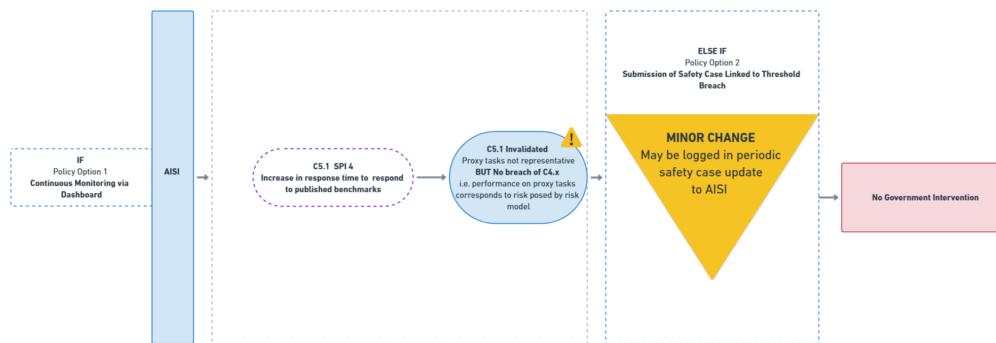 IF
Policy Option 1
Continuous Monitoring via
Dashboard
AISI
C5.1 SPI 4
Increase in response time to respond
to published benchmarks
!
C5.1 Invalidated
Proxy tasks not representative
BUT No breach of C4.x
i.e. performance on proxy tasks
corresponds to risk posed by risk
model
ELSE IF
Policy Option 2
Submission of Safety Case Linked to Threshold
Breach
MINOR CHANGE
May be logged in periodic
safety case update
to AISI
No Government Intervention